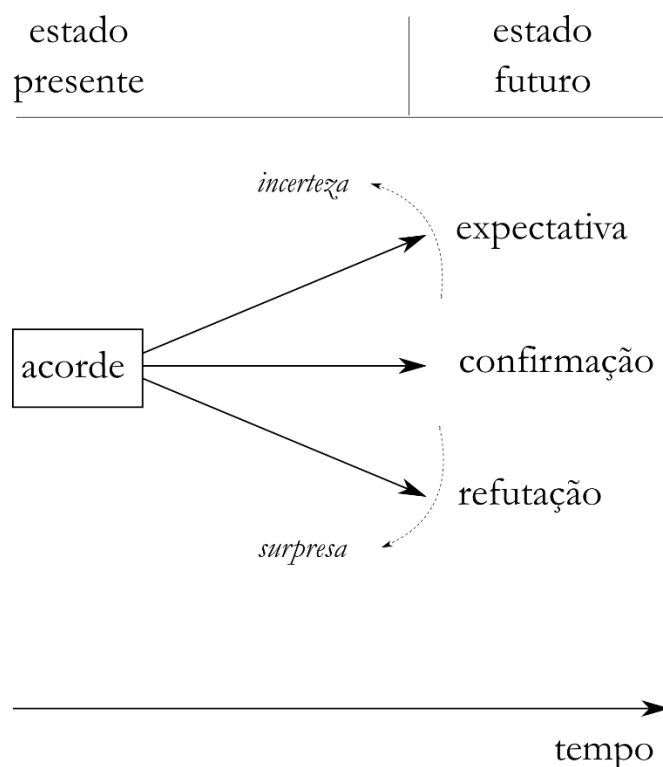 estado
presente
estado
futuro
incerteza
expectativa
acorde
confirmação
refutação
surpresa
tempo